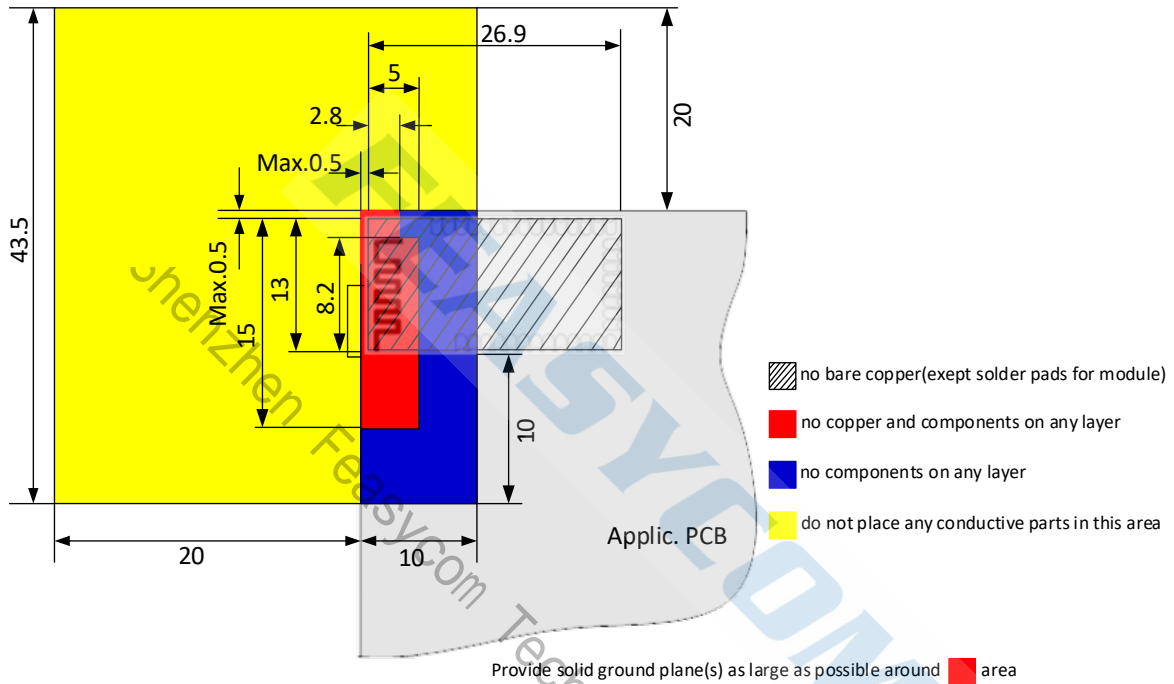 26.9
5
2.8
Max.0.5
20
43.5
Max.0.5
15
13
8.2
10
20
10
Applic. PCB
no bare copper(exept solder pads for module)
no copper and components on any layer
no components on any layer
do not place any conductive parts in this area
Provide solid ground plane(s) as large as possible around area
FEASYCOM
Shenzhen Feasycom Tec